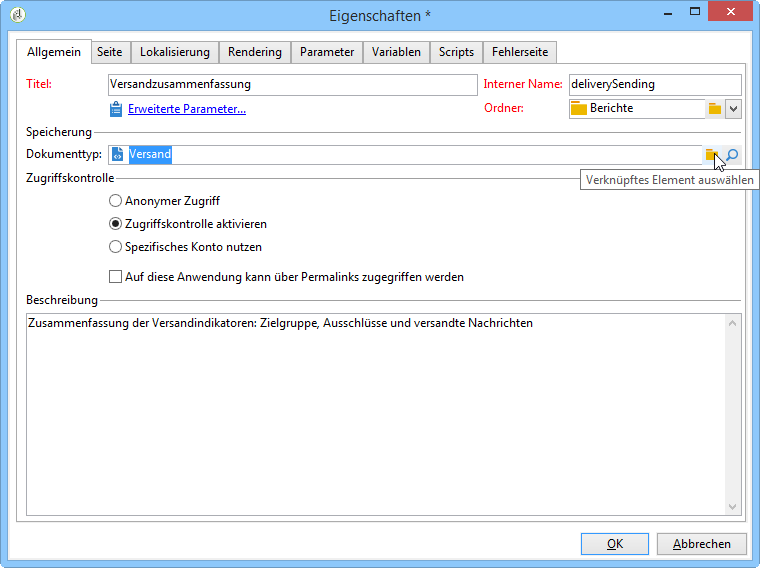 Eigenschaften *
Allgemein Seite Lokalisierung Rendering Parameter Variablen Scripts Fehlerseite
Titel: Versandzusammenfassung Interner Name: deliverySending
Erweiterte Parameter... Ordner: Berichte
Speicherung
Dokumenttyp: Versand
Verknüpftes Element auswählen
Zugriffskontrolle
Anonymer Zugriff
Zugriffskontrolle aktivieren
Spezifisches Konto nutzen
Auf diese Anwendung kann über Permalinks zugegriffen werden
Beschreibung
Zusammenfassung der Versandindikatoren: Zielgruppe, Ausschlüsse und versandte Nachrichten
OK Abbrechen